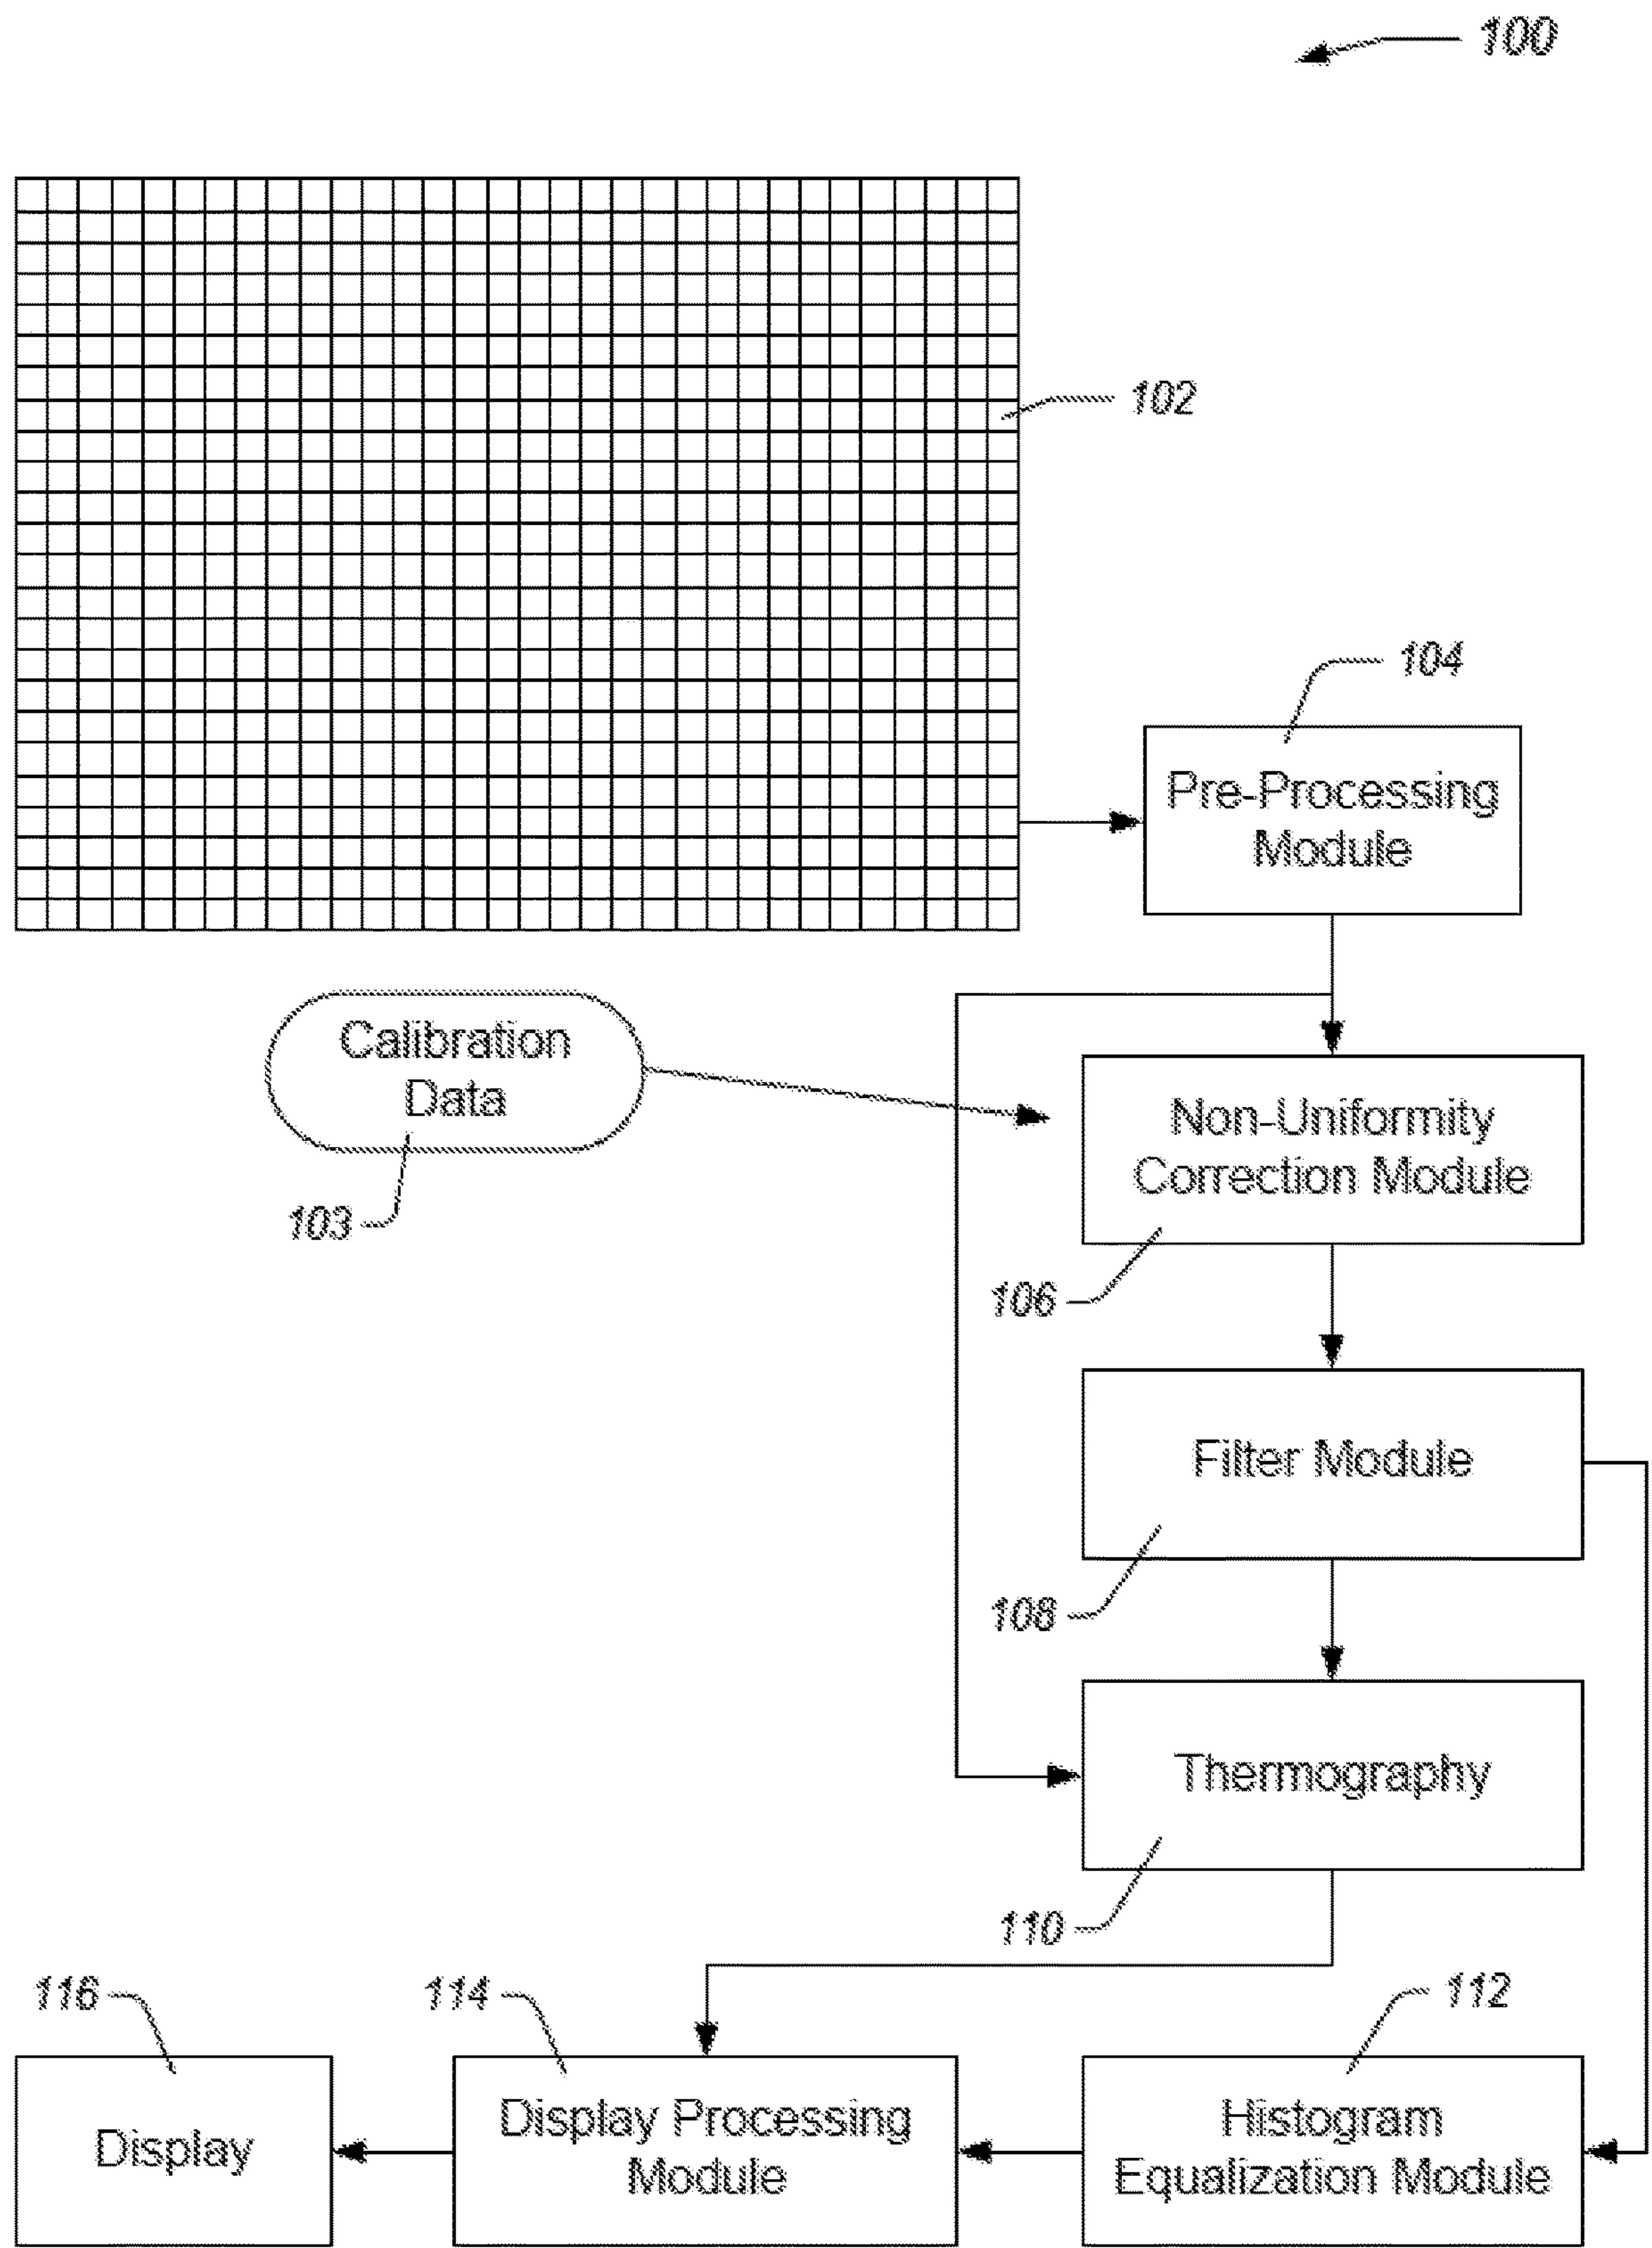 100
102
104
Pre-Processing
Module
Calibration
Data
103
Non-Uniformity
Correction Module
106
Filter Module
108
Thermography
110
116
114
112
Display
Display Processing
Module
Histogram
Equalization Module